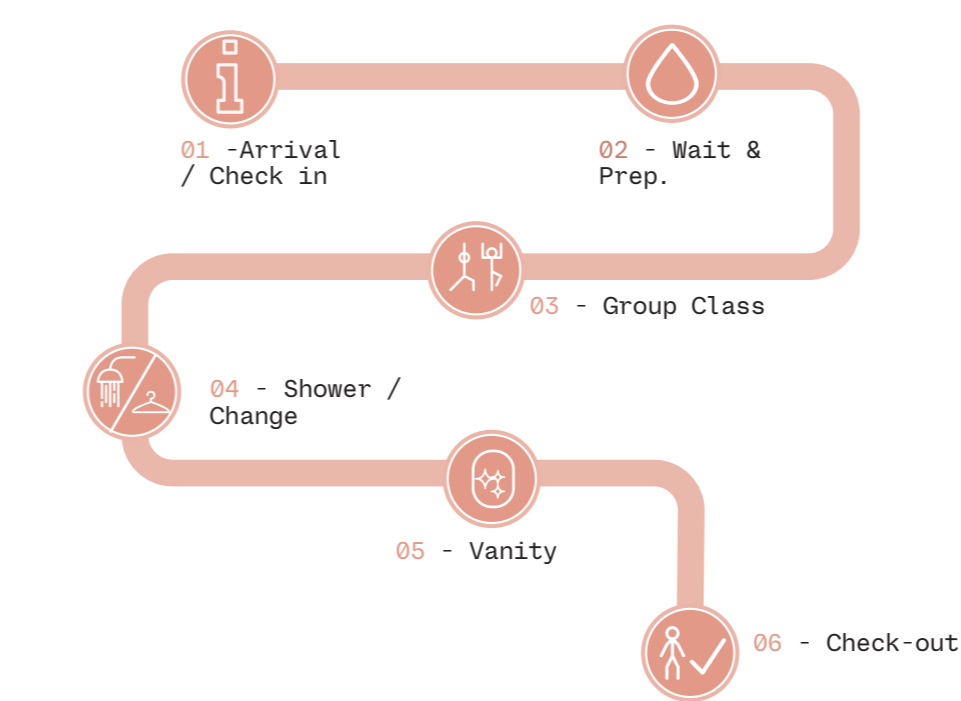 01 -Arrival
/ Check in
02 - Wait &
Prep.
03 - Group Class
04 - Shower /
Change
05 - Vanity
06 - Check-out